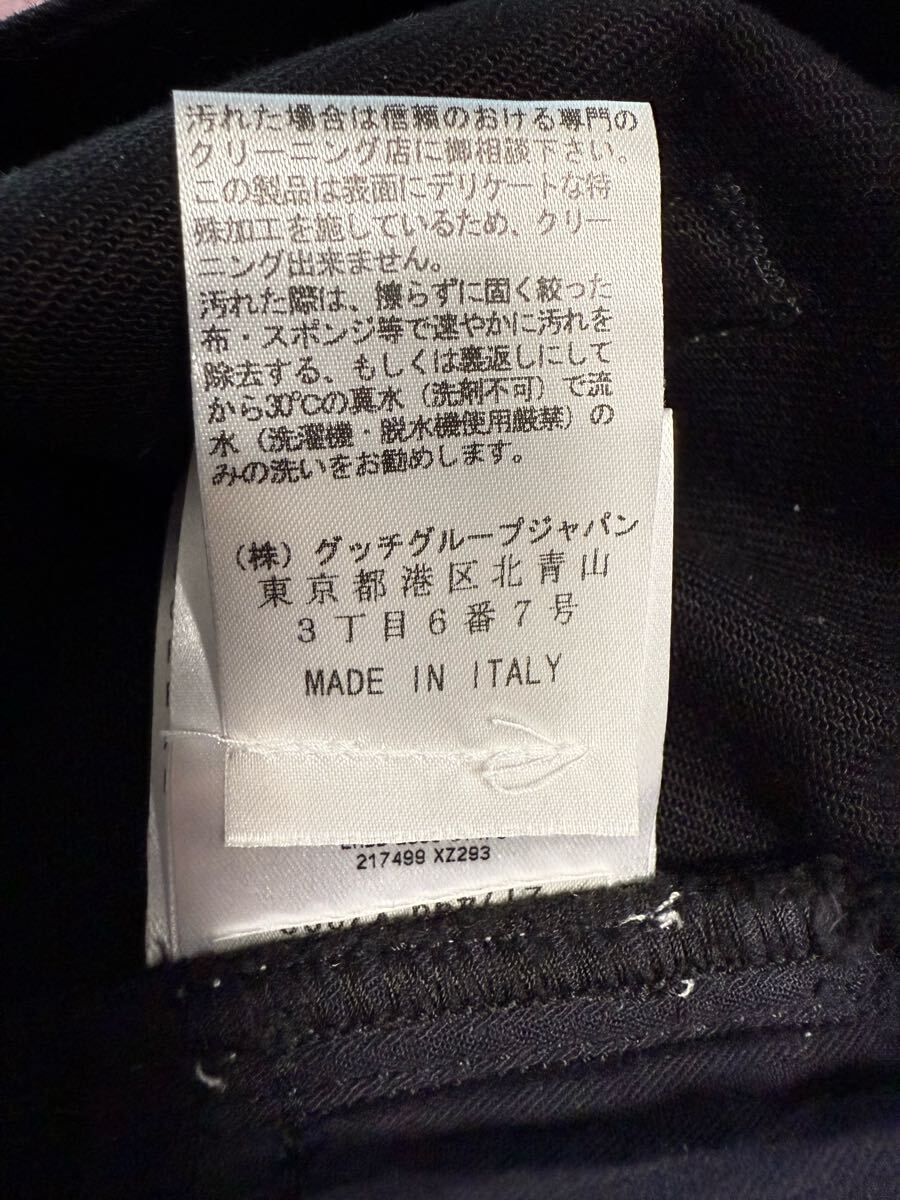 汚れた場合は信頼のおける専門の
クリーニング店に御相談下さい。
この製品は表面にデリケートな特
殊加工を施しているため、クリー
ニング出来ません。
汚れた際は、擦らずに固く絞った
布・スポンジ等で速やかに汚れを
除去する、もしくは裏返しにして
から30℃の真水（洗剤不可）で流
水（洗濯機・脱水機使用厳禁）の
みの洗いをお勧めします。
（株）グッチグループジャパン
東京都港区北青山
3丁目6番7号
MADE IN ITALY
217499 XZ293